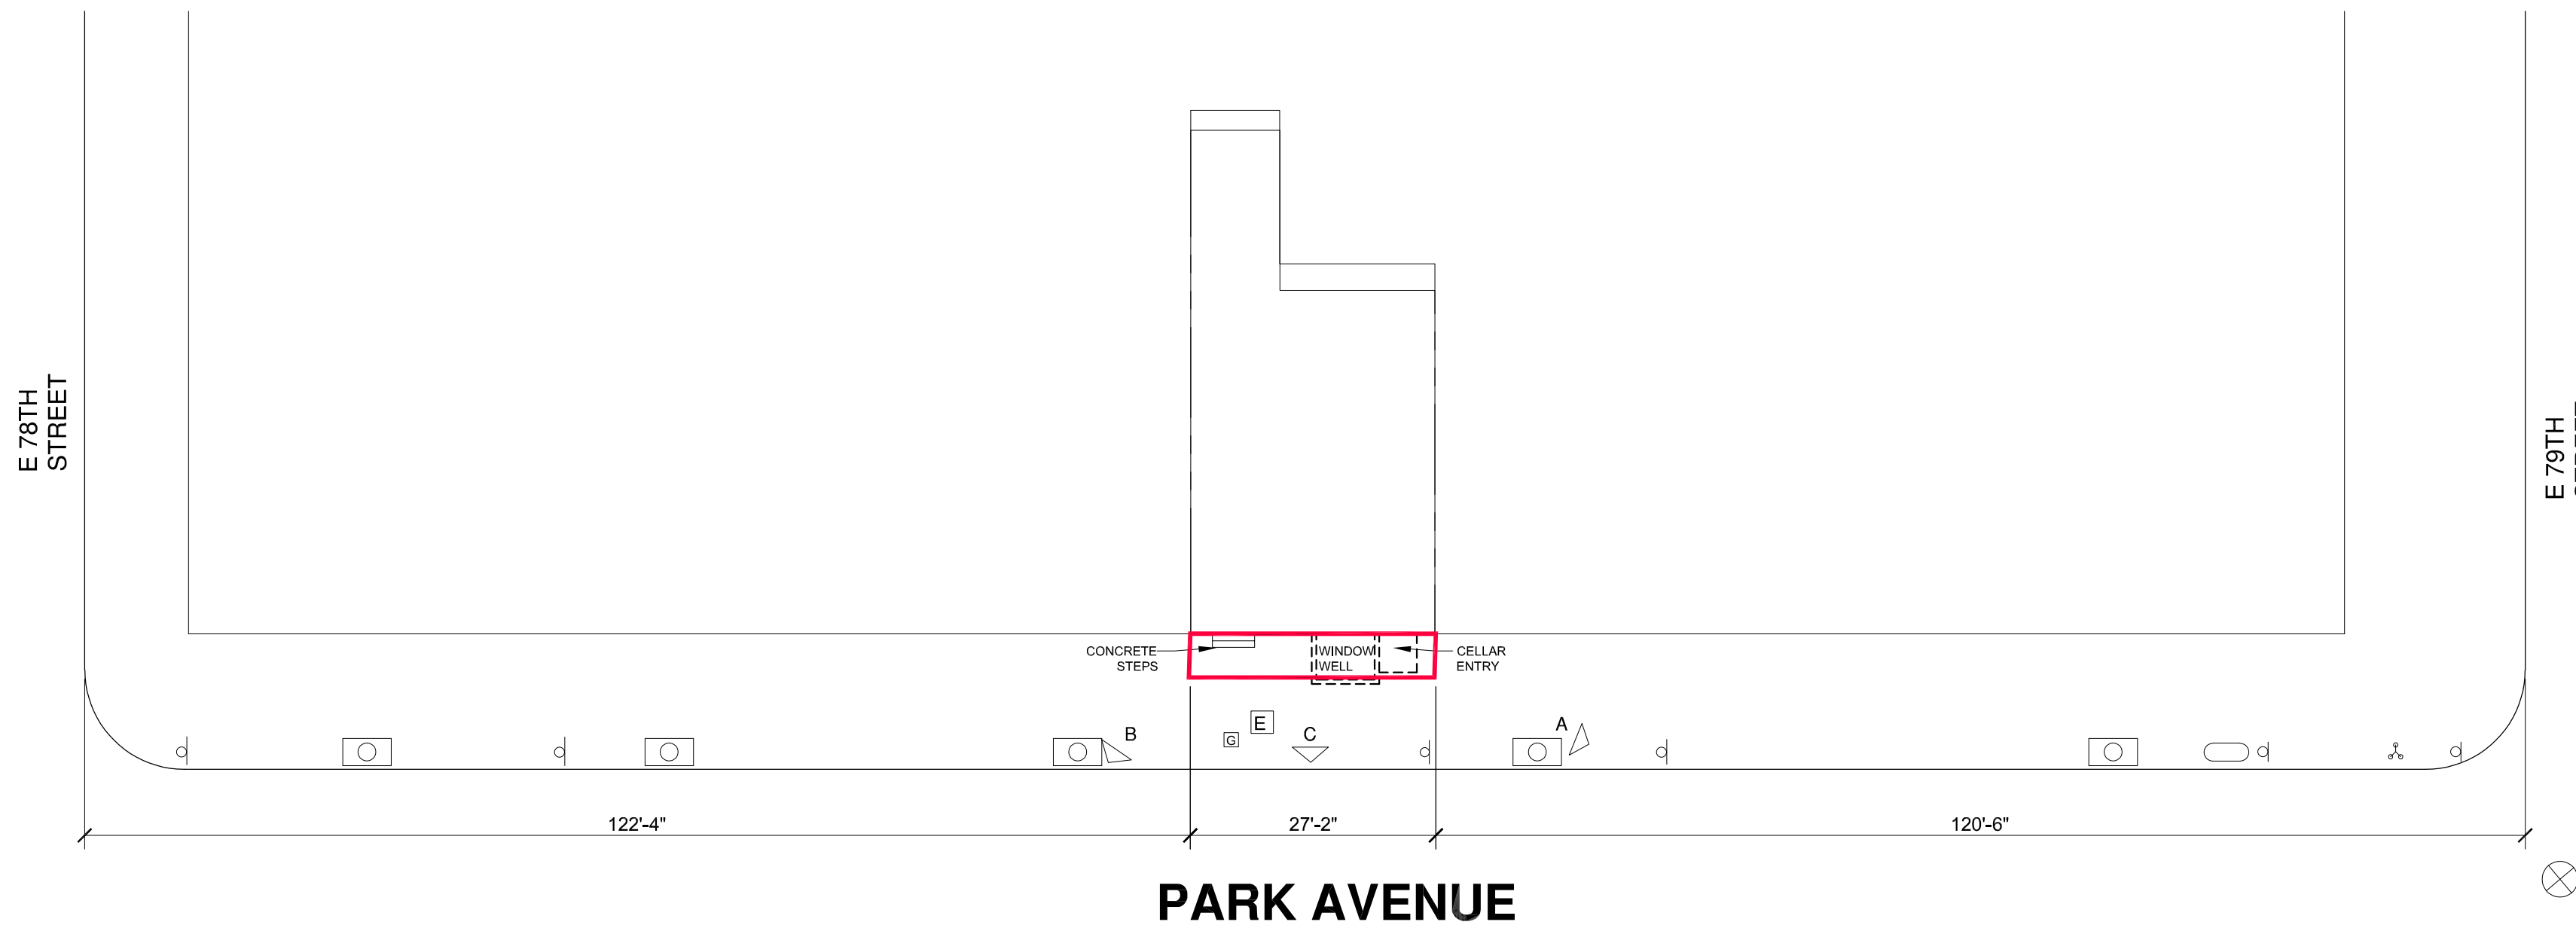 E 78TH
STREET
CONCRETE
STEPS
WINDOW
WELL
CELLAR
ENTRY
B
G
E
C
A
122'-4"
27'-2"
120'-6"
PARK AVENUE
E 79TH